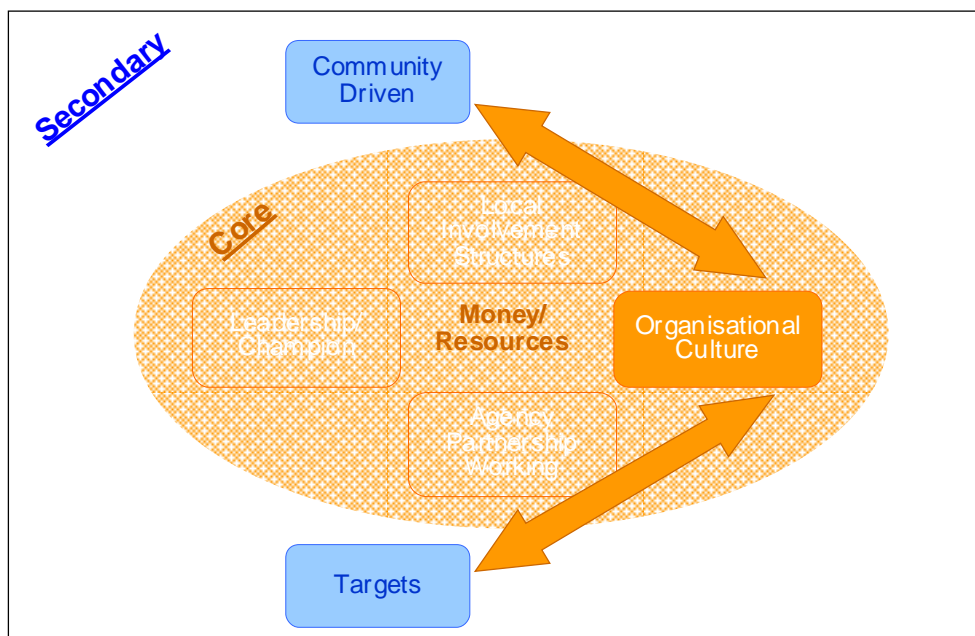 Secondary
Community
Driven
Core
Local
Involvement
Structures
Leadership/
Champion
Money/
Resources
Organisational
Culture
Agency
Partnership
Working
Targets